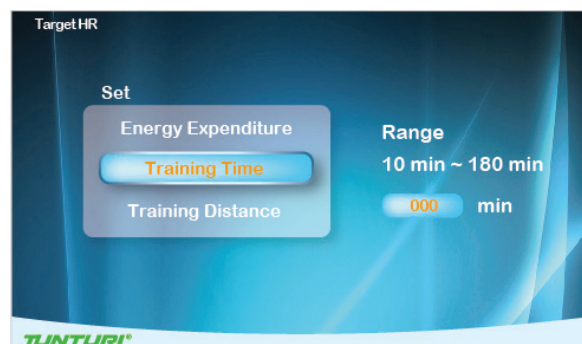 Target HR
Set
Energy Expenditure
Training Time
Training Distance
Range
10 min ~ 180 min
000 min
TUNTURI®